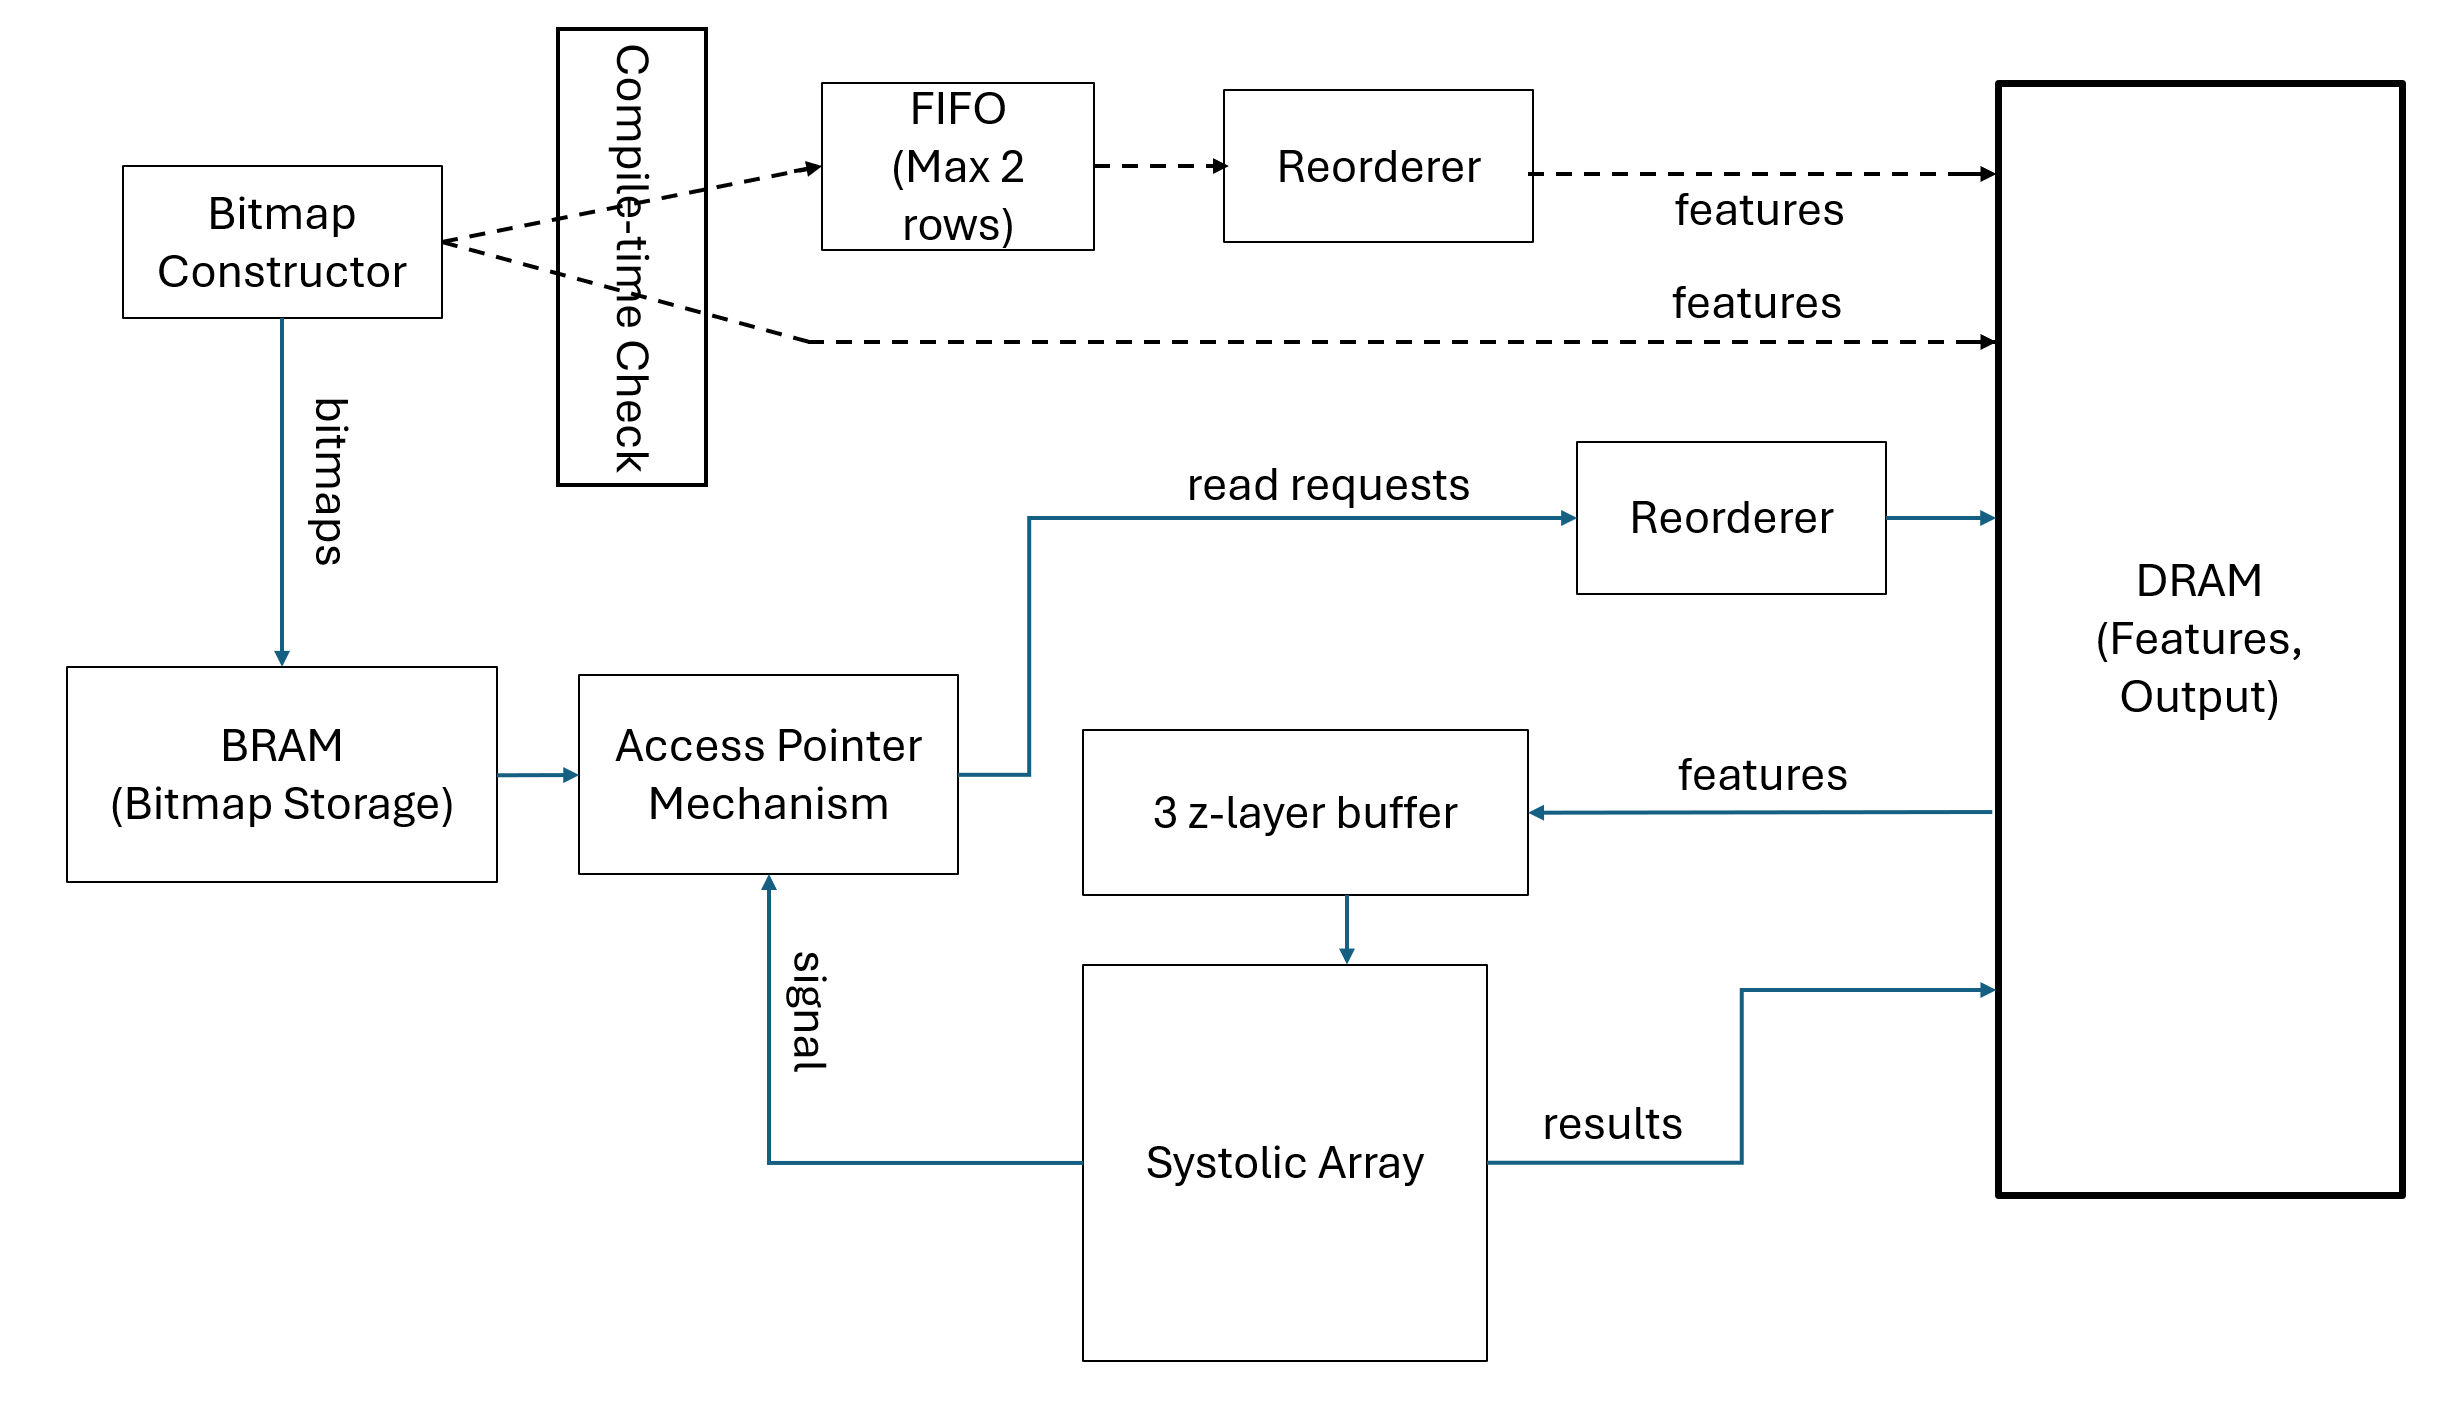 Compile-time Check
FIFO
(Max 2
rows)
Reorderer
features
Bitmap
Constructor
features
bitmaps
read requests
Reorderer
DRAM
(Features,
Output)
BRAM
(Bitmap Storage)
Access Pointer
Mechanism
3 z-layer buffer
features
signal
Systolic Array
results